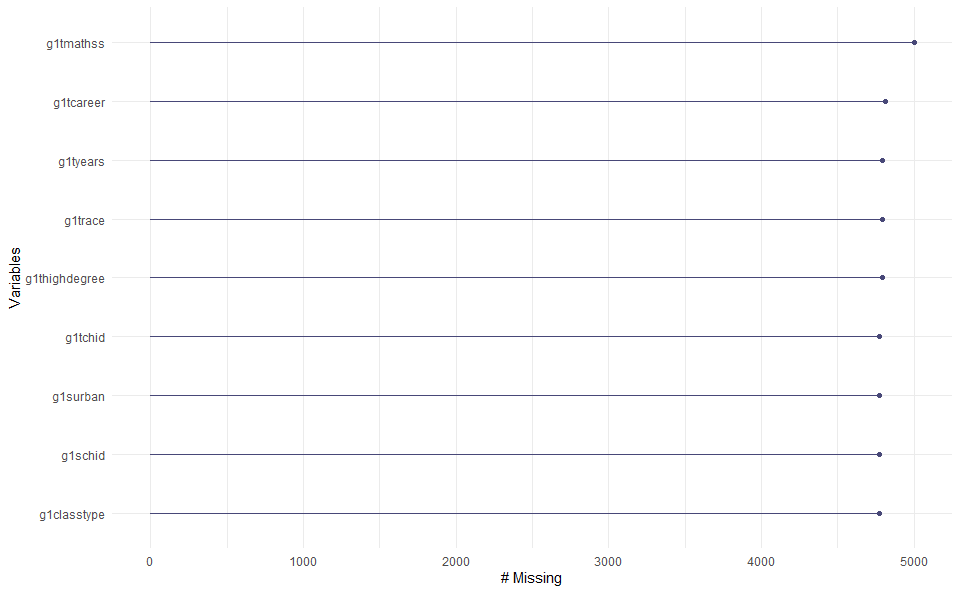 g1tmathss
g1tcareer
g1tyears
g1trace
Variables
g1thighdegree
g1tchid
g1surban
g1schid
g1classtype
0 1000 2000 3000 4000 5000
# Missing